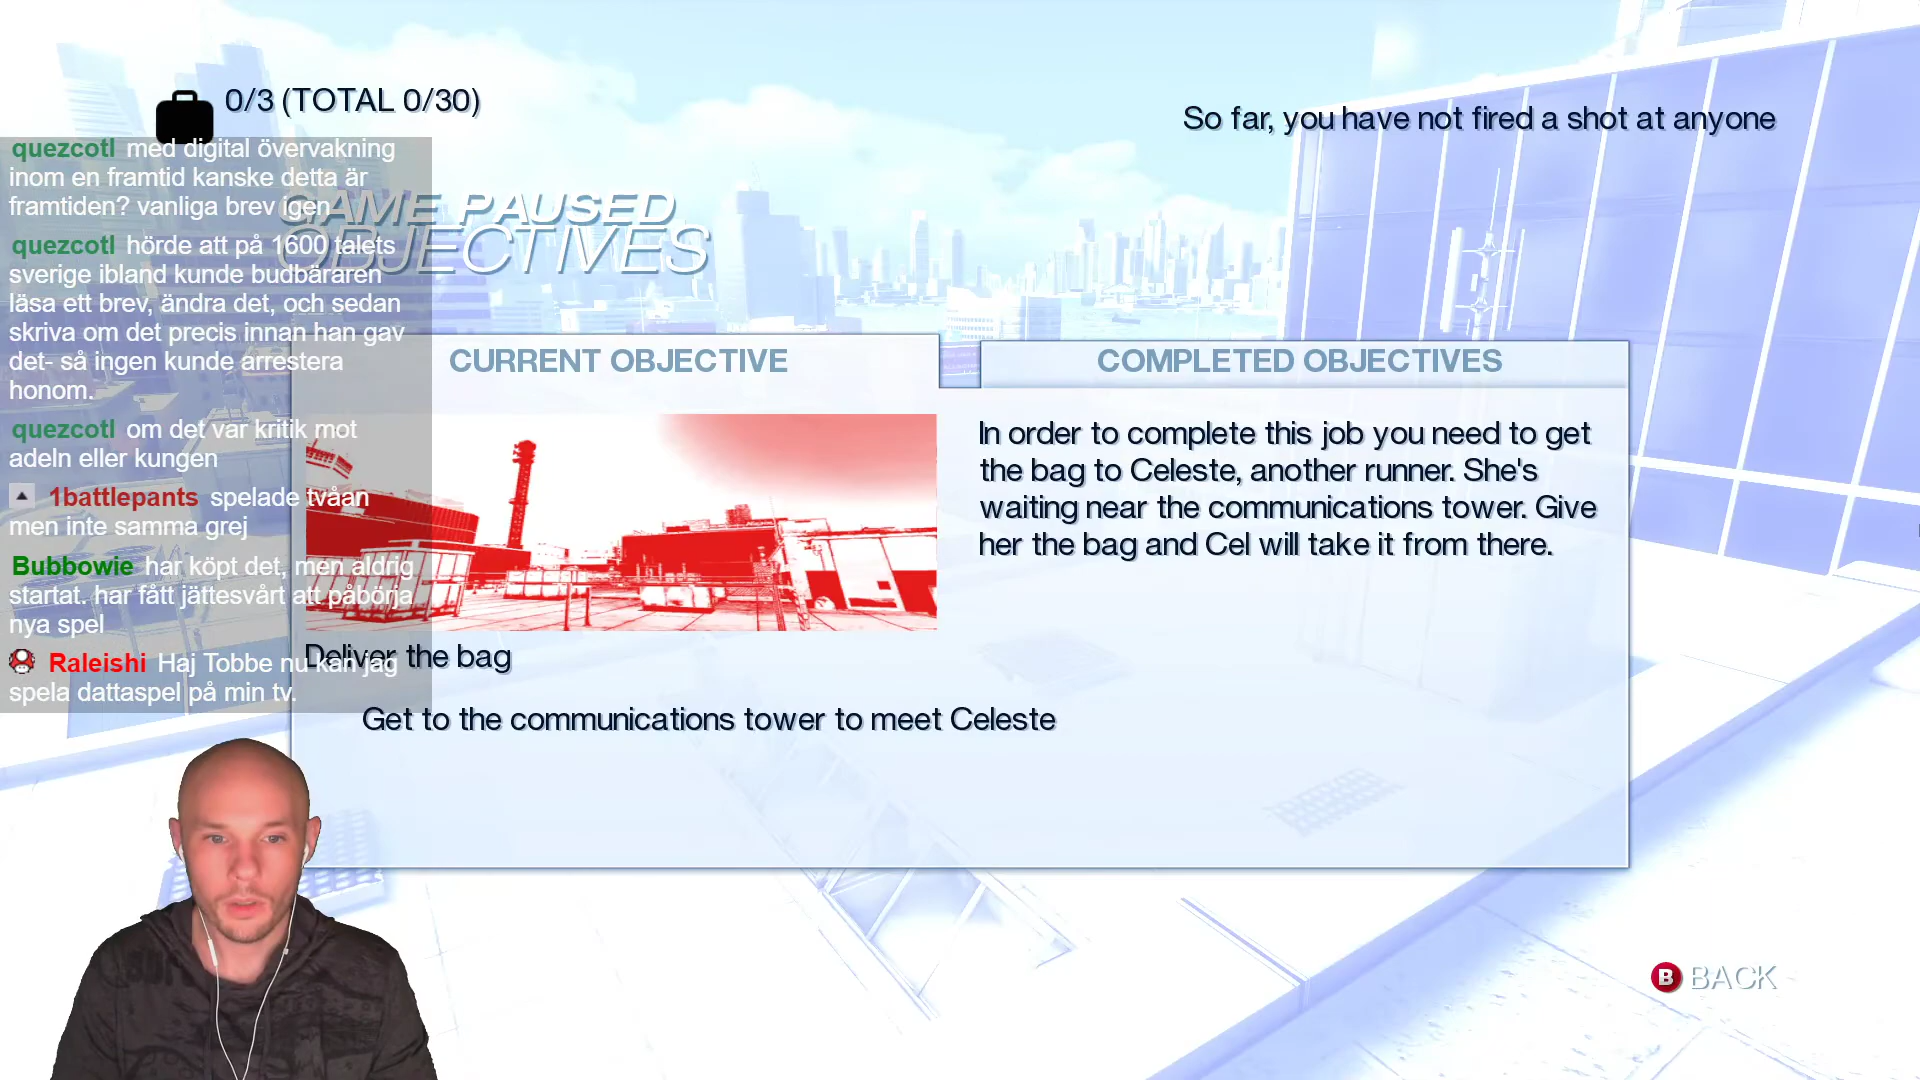 0/3 (TOTAL 0/30)
So far, you have not fired a shot at anyone
quezcotl med digital övervakning
inom en framtid kanske detta är
framtiden? vanliga brev igen
GAME PAUSED
OBJECTIVES
quezcotl hörde att på 1600 talets
sverige ibland kunde budbäraren
läsa ett brev, ändra det, och sedan
skriva om det precis innan han gav
det- så ingen kunde arrestera
honom.
quezcotl om det var kritik mot
adeln eller kungen
1battlepants spelade tvåan
men inte samma grej
Bubbowie har köpt det, men aldrig
startat. har fått jättesvårt att påbörja
nya spel
Raleishi Haj Tobbe nu kan jag
spela dattaspel på min tv.
CURRENT OBJECTIVE
COMPLETED OBJECTIVES
In order to complete this job you need to get
the bag to Celeste, another runner. She's
waiting near the communications tower. Give
her the bag and Cel will take it from there.
Deliver the bag
Get to the communications tower to meet Celeste
B BACK